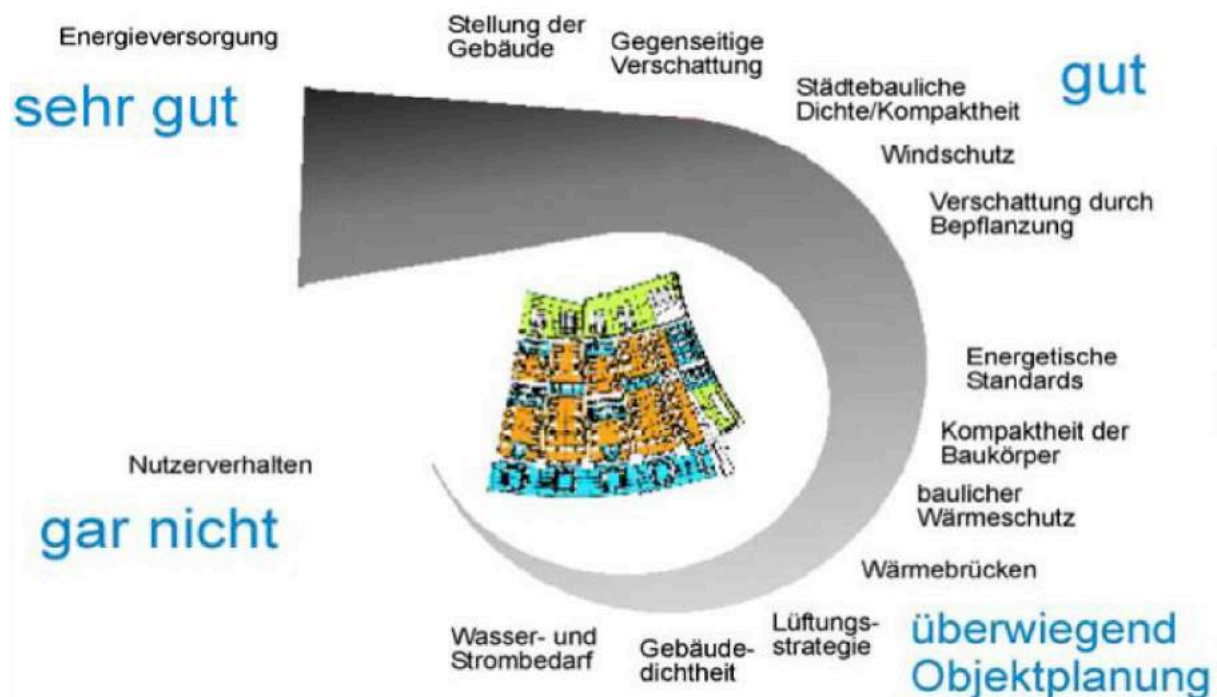 Energieversorgung
sehr gut
Stellung der
Gebäude
Gegenseitige
Verschattung
gut
Städtebauliche
Dichte/Kompaktheit
Windschutz
Verschattung durch
Bepflanzung
Energetische
Standards
Kompaktheit der
Baukörper
baulicher
Wärmeschutz
Wärmebrücken
überwiegend
Objektplanung
Lüftungs-
strategie
Gebäude-
dichtheit
Wasser- und
Strombedarf
Nutzerverhalten
gar nicht